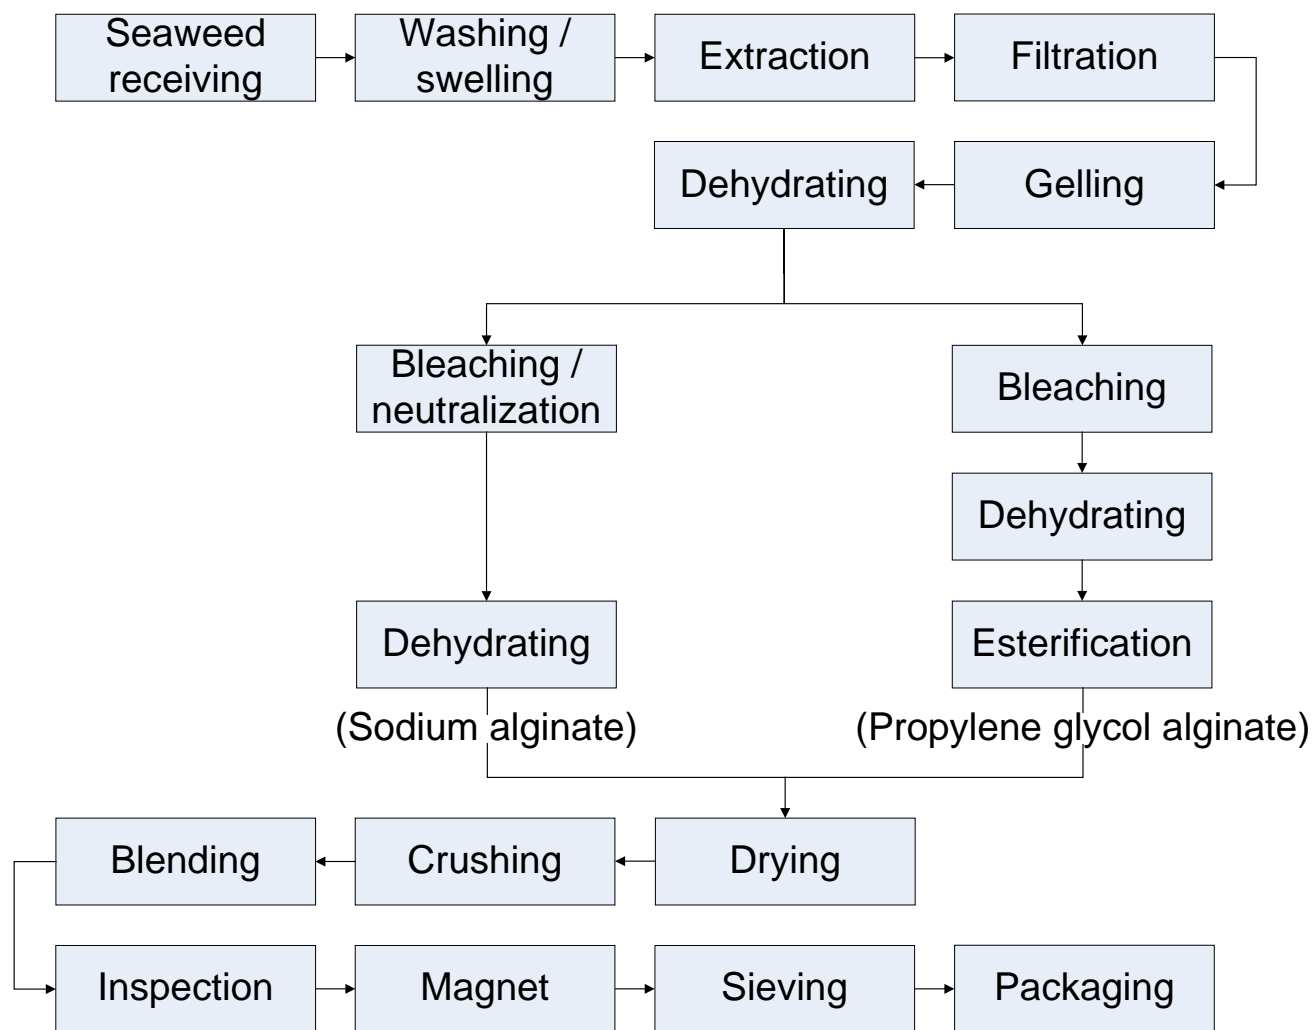 Seaweed
receiving
Washing /
swelling
Extraction
Filtration
Dehydrating
Gelling
Bleaching /
neutralization
Bleaching
Dehydrating
Dehydrating
Esterification
(Sodium alginate)
(Propylene glycol alginate)
Blending
Crushing
Drying
Inspection
Magnet
Sieving
Packaging